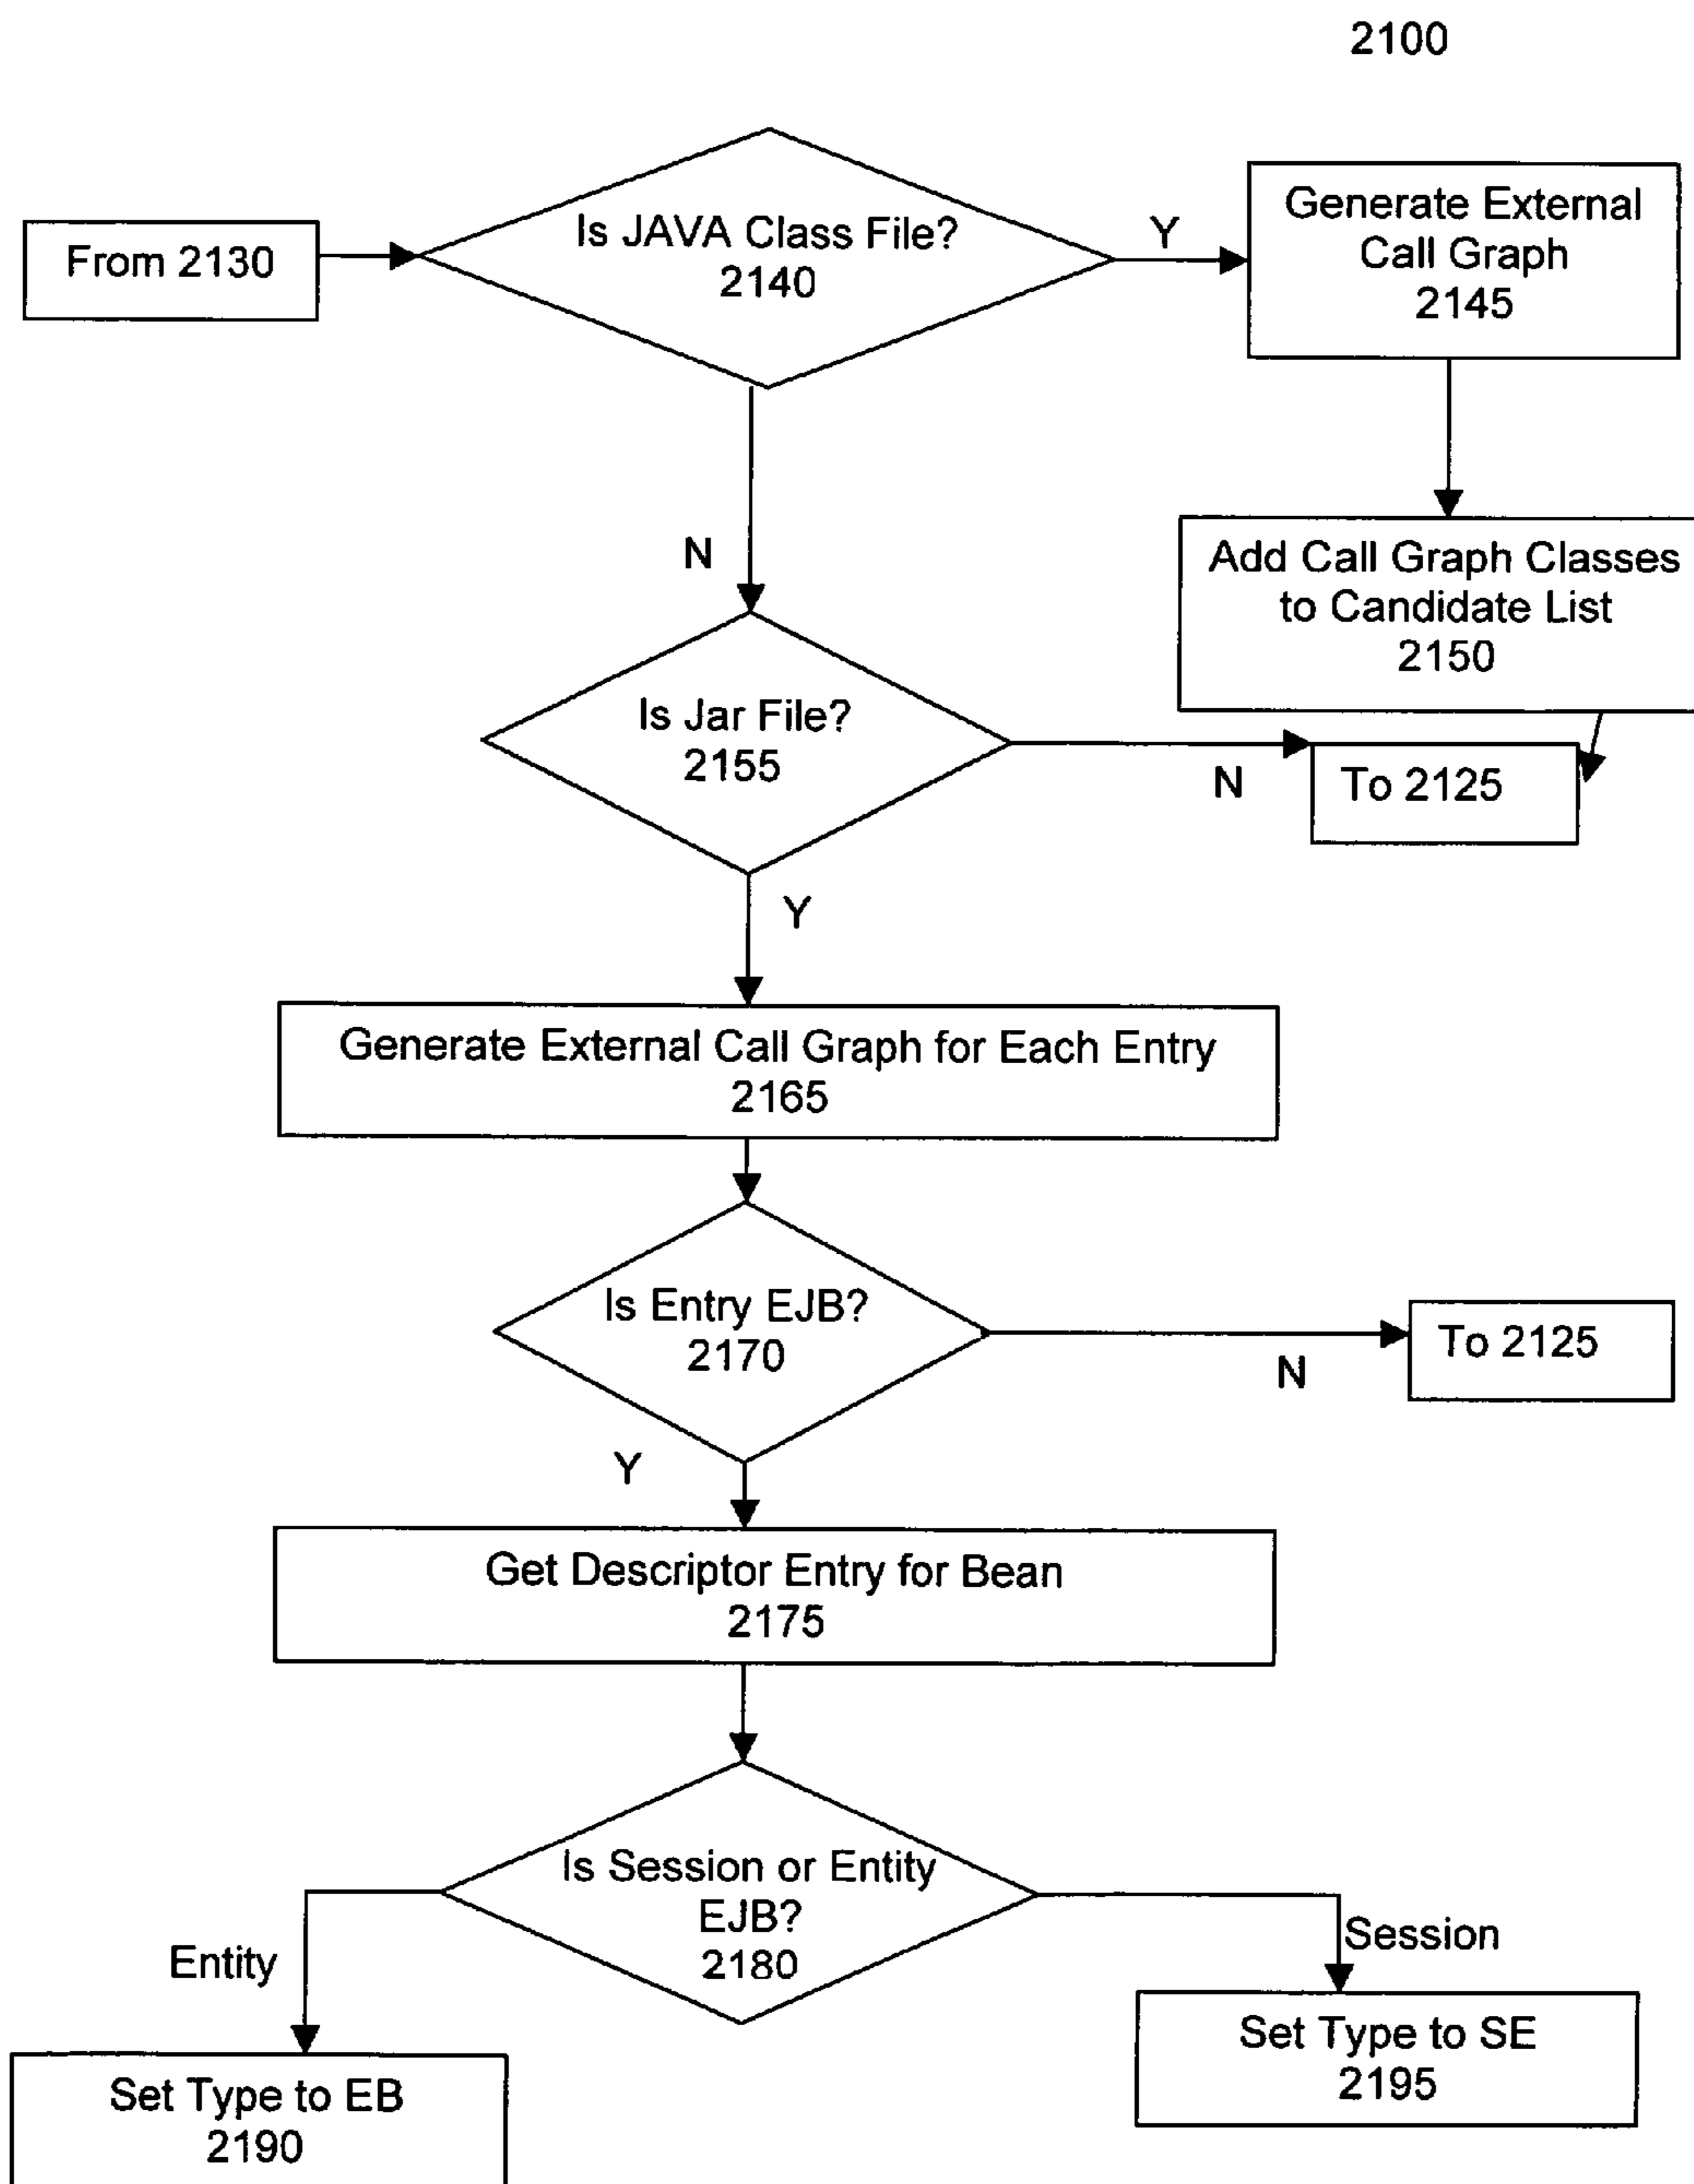 2100
From 2130
Is JAVA Class File?
2140
Y
Generate External
Call Graph
2145
N
Add Call Graph Classes
to Candidate List
2150
Is Jar File?
2155
N
To 2125
Y
Generate External Call Graph for Each Entry
2165
Is Entry EJB?
2170
N
To 2125
Y
Get Descriptor Entry for Bean
2175
Is Session or Entity
EJB?
2180
Entity
Session
Set Type to EB
2190
Set Type to SE
2195